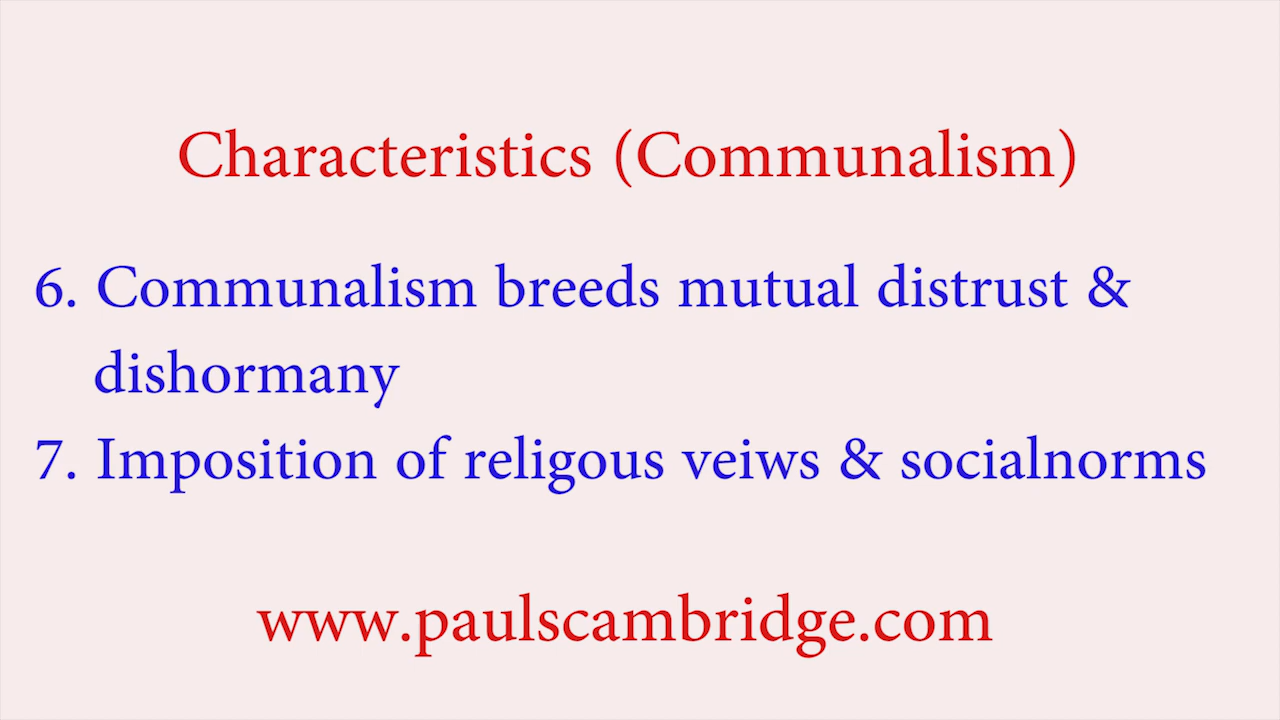 Characteristics (Communalism)
6. Communalism breeds mutual distrust &
dishormany
7. Imposition of religous veiws & socialnorms
www.paulscambridge.com